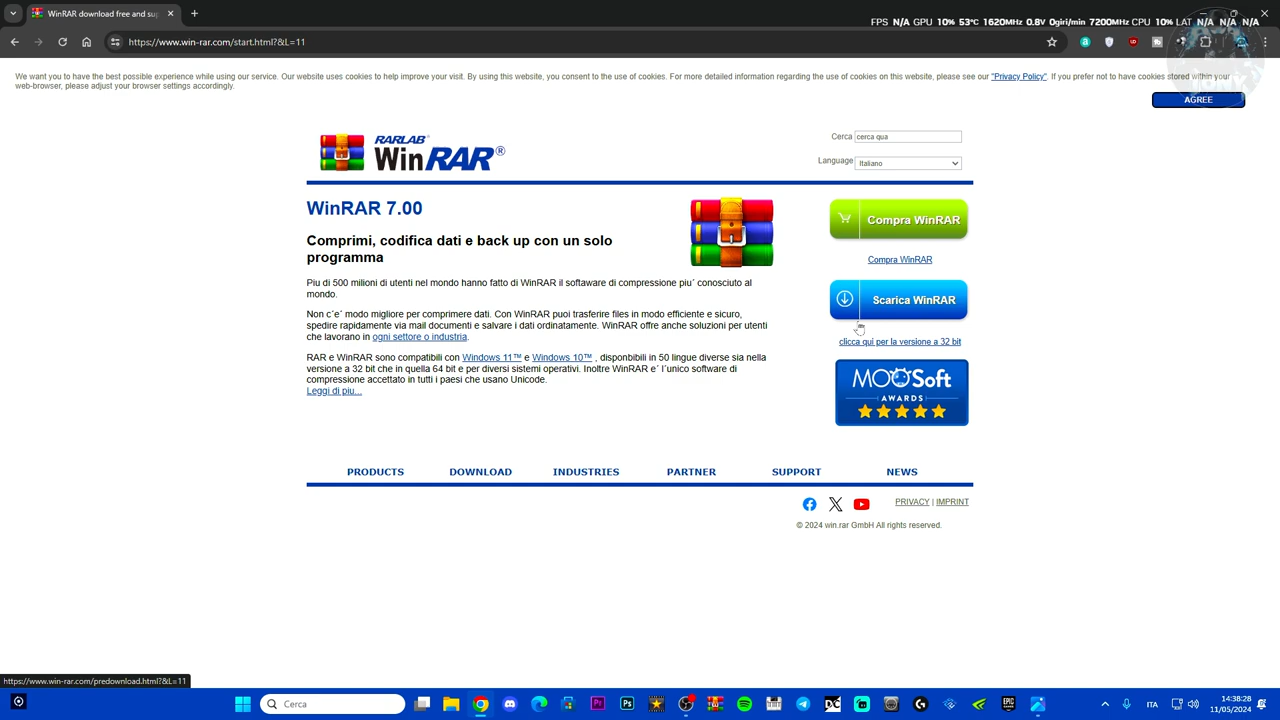 WinRAR download free and sup
FPS N/A GPU 10% 53°C 1620MHz 0.8V 0giri/min 7200MHz CPU 10% LAT N/A N/A N/A
https://www.win-rar.com/start.html?&L=11
We want you to have the best possible experience while using our service. Our website uses cookies to help improve your visit. By using this website, you consent to the use of cookies. For more detailed information regarding the use of cookies on this website, please see our "Privacy Policy". If you prefer not to have cookies stored within your
web-browser, please adjust your browser settings accordingly.
AGREE
RARLAB
WinRAR®
Cerca cerca qua
Language Italiano
WinRAR 7.00
Comprimi, codifica dati e back up con un solo
programma
Piu di 500 milioni di utenti nel mondo hanno fatto di WinRAR il softaware di compressione piu´ conosciuto al
mondo.
Non c´e´ modo migliore per comprimere dati. Con WinRAR puoi trasferire files in modo efficiente e sicuro,
spedire rapidamente via mail documenti e salvare i dati ordinatamente. WinRAR offre anche soluzioni per utenti
che lavorano in ogni settore o industria.
RAR e WinRAR sono compatibili con Windows 11™ e Windows 10™ , disponbibili in 50 lingue diverse sia nella
versione a 32 bit che in quella 64 bit e per diversi sistemi operativi. Inoltre WinRAR e´ l´unico software di
compressione accettato in tutti i paesi che usano Unicode.
Leggi di piu...
Compra WinRAR
Compra WinRAR
Scarica WinRAR
clicca qui per la versione a 32 bit
MOOSoft
AWARDS
PRODUCTS DOWNLOAD INDUSTRIES PARTNER SUPPORT NEWS
PRIVACY | IMPRINT
© 2024 win.rar GmbH All rights reserved.
https://www.win-rar.com/predownload.html?&L=11
Cerca
Pr
Ps
DC
EPIC
ITA
14:38:28
11/05/2024